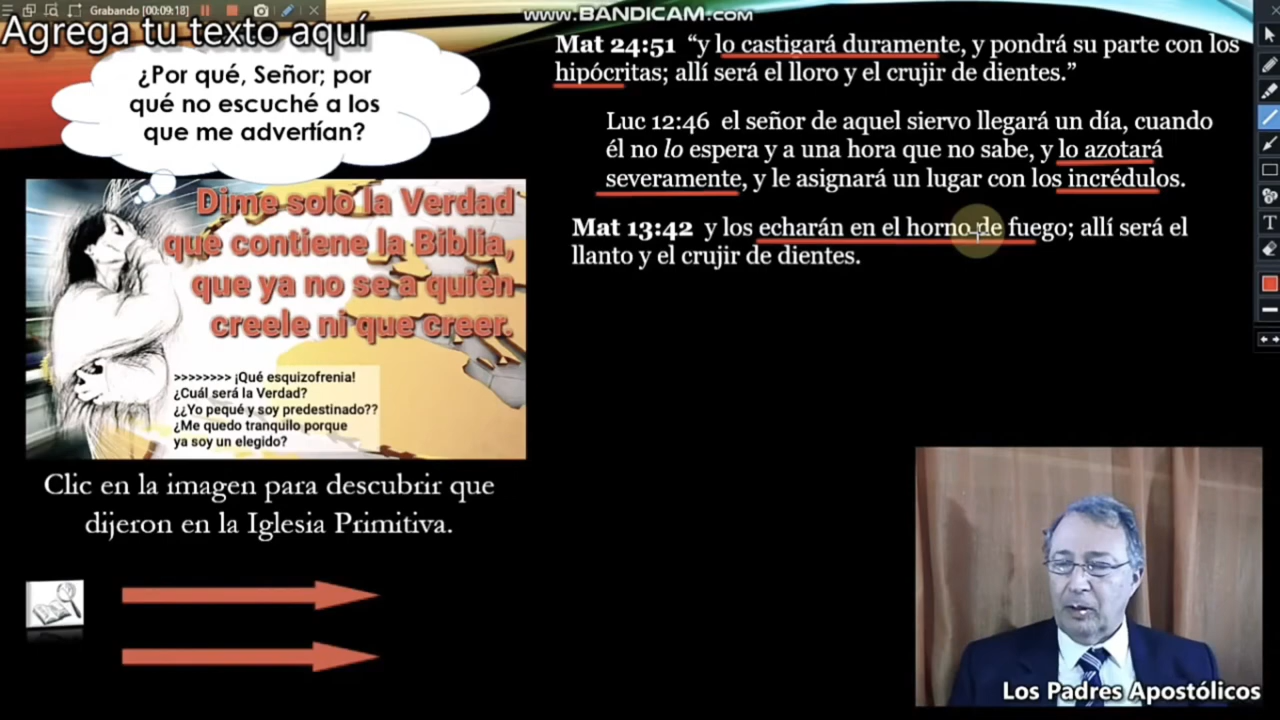 Grabando [00:09:18]
www.BANDICAM.com
Agrega tu texto aquí
¿Por qué, Señor; por
qué no escuché a los
que me advertían?
Mat 24:51 “y lo castigará duramente, y pondrá su parte con los
hipócritas; allí será el lloro y el crujir de dientes.”
Luc 12:46 el señor de aquel siervo llegará un día, cuando
él no lo espera y a una hora que no sabe, y lo azotará
severamente, y le asignará un lugar con los incrédulos.
Mat 13:42 y los echarán en el horno de fuego; allí será el
llanto y el crujir de dientes.
Dime solo la Verdad
que contiene la Biblia,
que ya no se a quién
creele ni que creer.
>>>>>>>> ¡Qué esquizofrenia!
¿Cuál será la Verdad?
¿¿Yo pequé y soy predestinado??
¿Me quedo tranquilo porque
ya soy un elegido?
Clic en la imagen para descubrir que
dijeron en la Iglesia Primitiva.
T
Los Padres Apostólicos